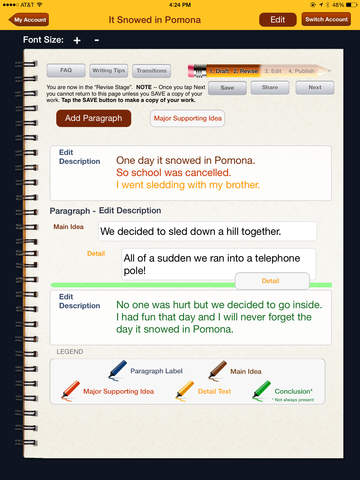 AT&T 4:24 PM
My Account It Snowed in Pomona Edit Switch Account
Font Size: + -
FAQ Writing Tips Transitions 1. Draft 2. Revise 3. Edit 4. Publish
You are now in the "Revise Stage". NOTE – Once you tap Next
you cannot return to this page unless you SAVE a copy of your
work. Tap the SAVE button to make a copy of your work.
Save Share Next
Add Paragraph Major Supporting Idea
Edit
Description
One day it snowed in Pomona.
So school was cancelled.
I went sledding with my brother.
Paragraph - Edit Description
Main Idea We decided to sled down a hill together.
Detail All of a sudden we ran into a telephone
pole!
Detail
Edit
Description
No one was hurt but we decided to go inside.
I had fun that day and I will never forget the
day it snowed in Pomona.
LEGEND
Paragraph Label Main Idea
Major Supporting Idea Detail Text Conclusion*
* Not always present